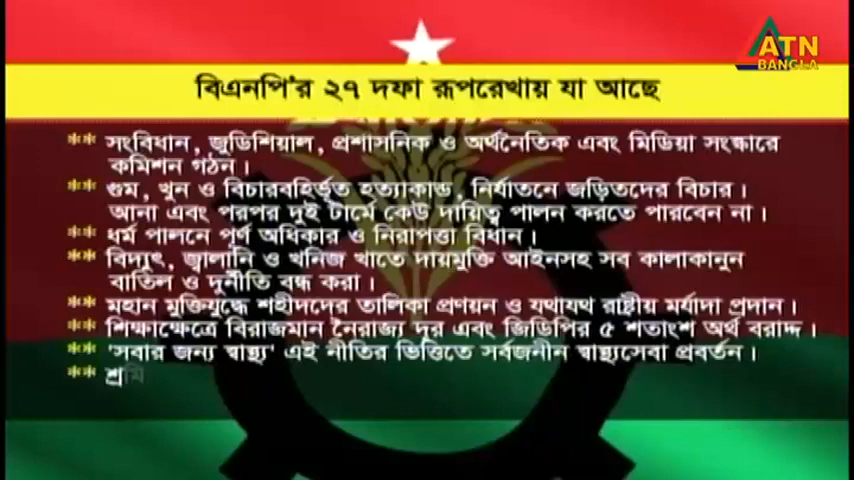 ATN
BANGLA
বিএনপি'র ২৭ দফা রূপরেখায় যা আছে
** সংবিধান, জুডিশিয়াল, প্রশাসনিক ও অর্থনৈতিক এবং মিডিয়া সংস্কারে
কমিশন গঠন।
** গুম, খুন ও বিচারবহির্ভূত হত্যাকান্ড, নির্যাতনে জড়িতদের বিচার।
আনা এবং পরপর দুই টার্মে কেউ দায়িত্ব পালন করতে পারবেন না।
** ধর্ম পালনে পূর্ণ অধিকার ও নিরাপত্তা বিধান।
** বিদ্যুৎ, জ্বালানি ও খনিজ খাতে দায়মুক্তি আইনসহ সব কালাকানুন
বাতিল ও দুর্নীতি বন্ধ করা।
** মহান মুক্তিযুদ্ধে শহীদদের তালিকা প্রণয়ন ও যথাযথ রাষ্ট্রীয় মর্যাদা প্রদান।
** শিক্ষাক্ষেত্রে বিরাজমান নৈরাজ্য দূর এবং জিডিপির ৫ শতাংশ অর্থ বরাদ্দ।
** 'সবার জন্য স্বাস্থ্য' এই নীতির ভিত্তিতে সর্বজনীন স্বাস্থ্যসেবা প্রবর্তন।
** শ্রমি